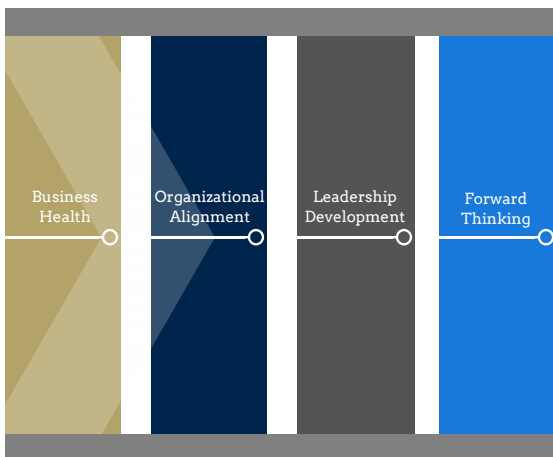 Business
Health
Organizational
Alignment
Leadership
Development
Forward
Thinking